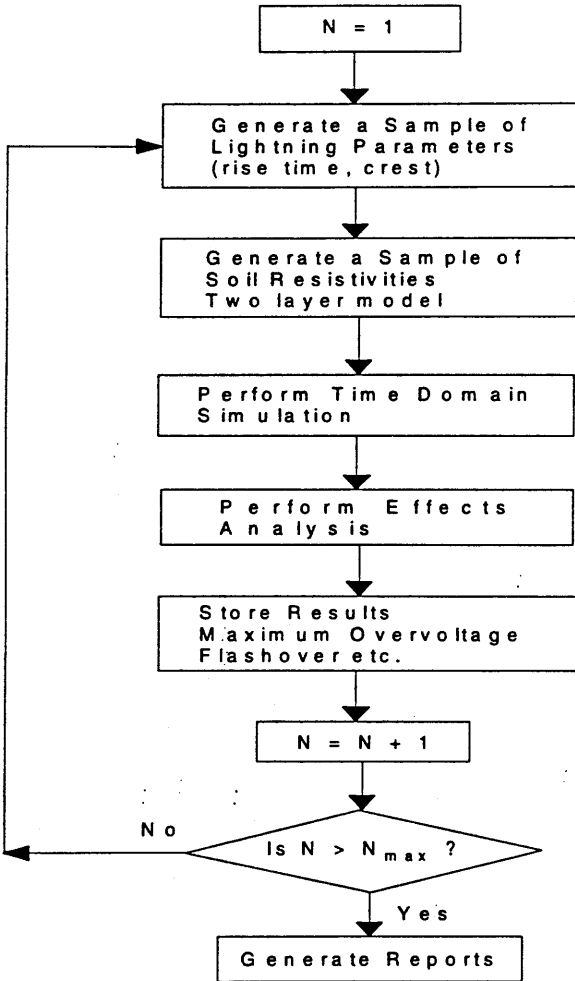 N = 1
Generate a Sample of
Lightning Parameters
(rise time, crest)
Generate a Sample of
Soil Resistivities
Two layer model
Perform Time Domain
Simulation
Perform Effects
Analysis
Store Results
Maximum Overvoltage
Flashover etc.
N = N + 1
No
Is N > Nmax ?
Yes
Generate Reports